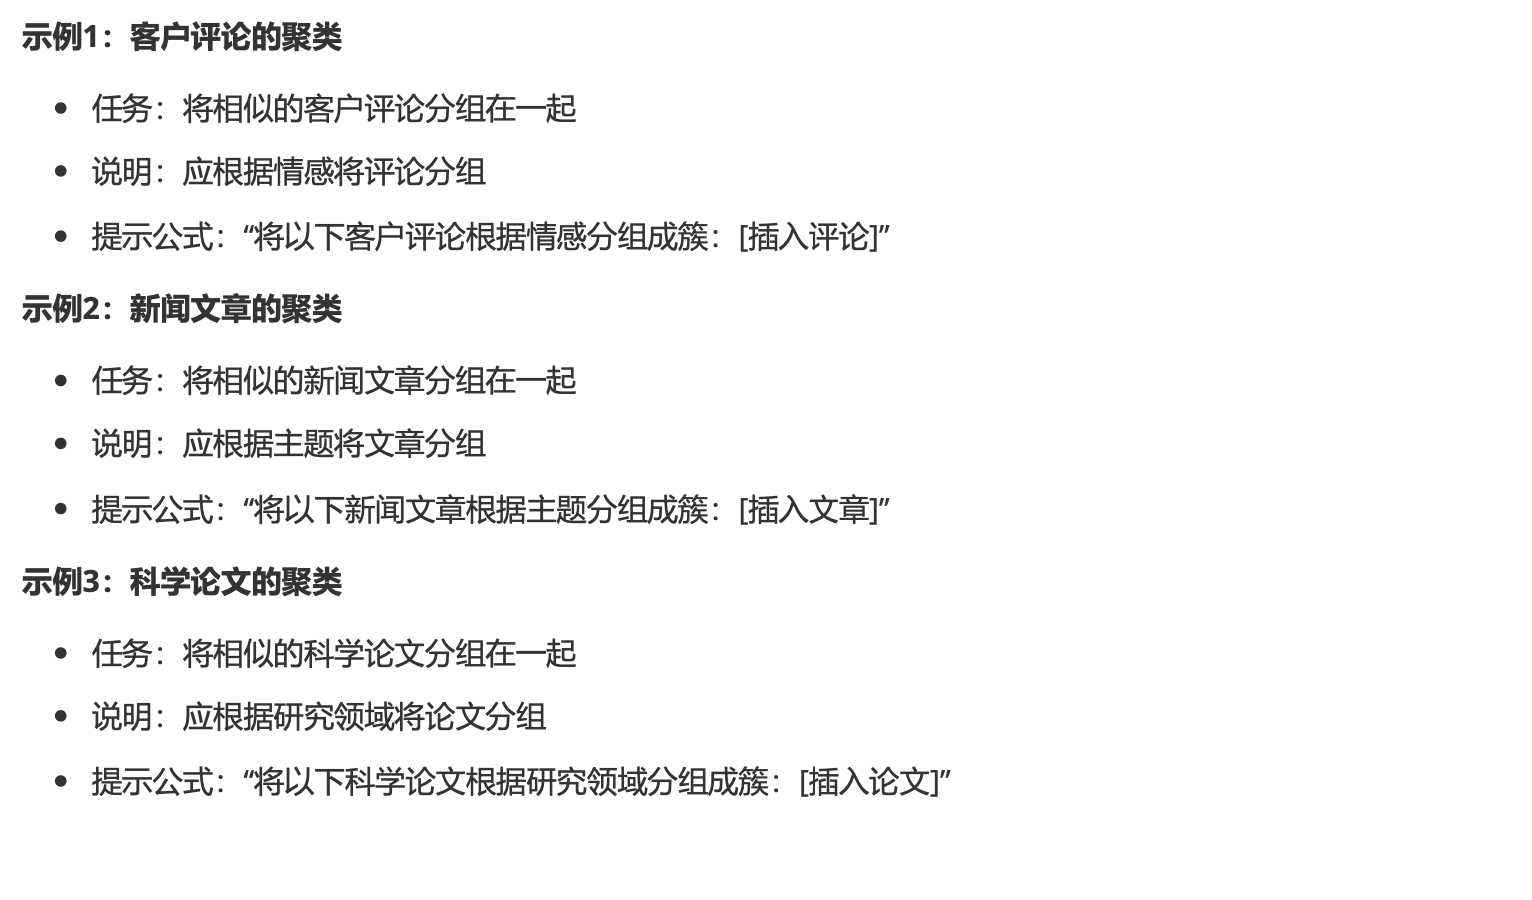 示例1：客户评论的聚类
• 任务：将相似的客户评论分组在一起
• 说明：应根据情感将评论分组
• 提示公式：“将以下客户评论根据情感分组成簇：[插入评论]”
示例2：新闻文章的聚类
• 任务：将相似的新闻文章分组在一起
• 说明：应根据主题将文章分组
• 提示公式：“将以下新闻文章根据主题分组成簇：[插入文章]”
示例3：科学论文的聚类
• 任务：将相似的科学论文分组在一起
• 说明：应根据研究领域将论文分组
• 提示公式：“将以下科学论文根据研究领域分组成簇：[插入论文]”